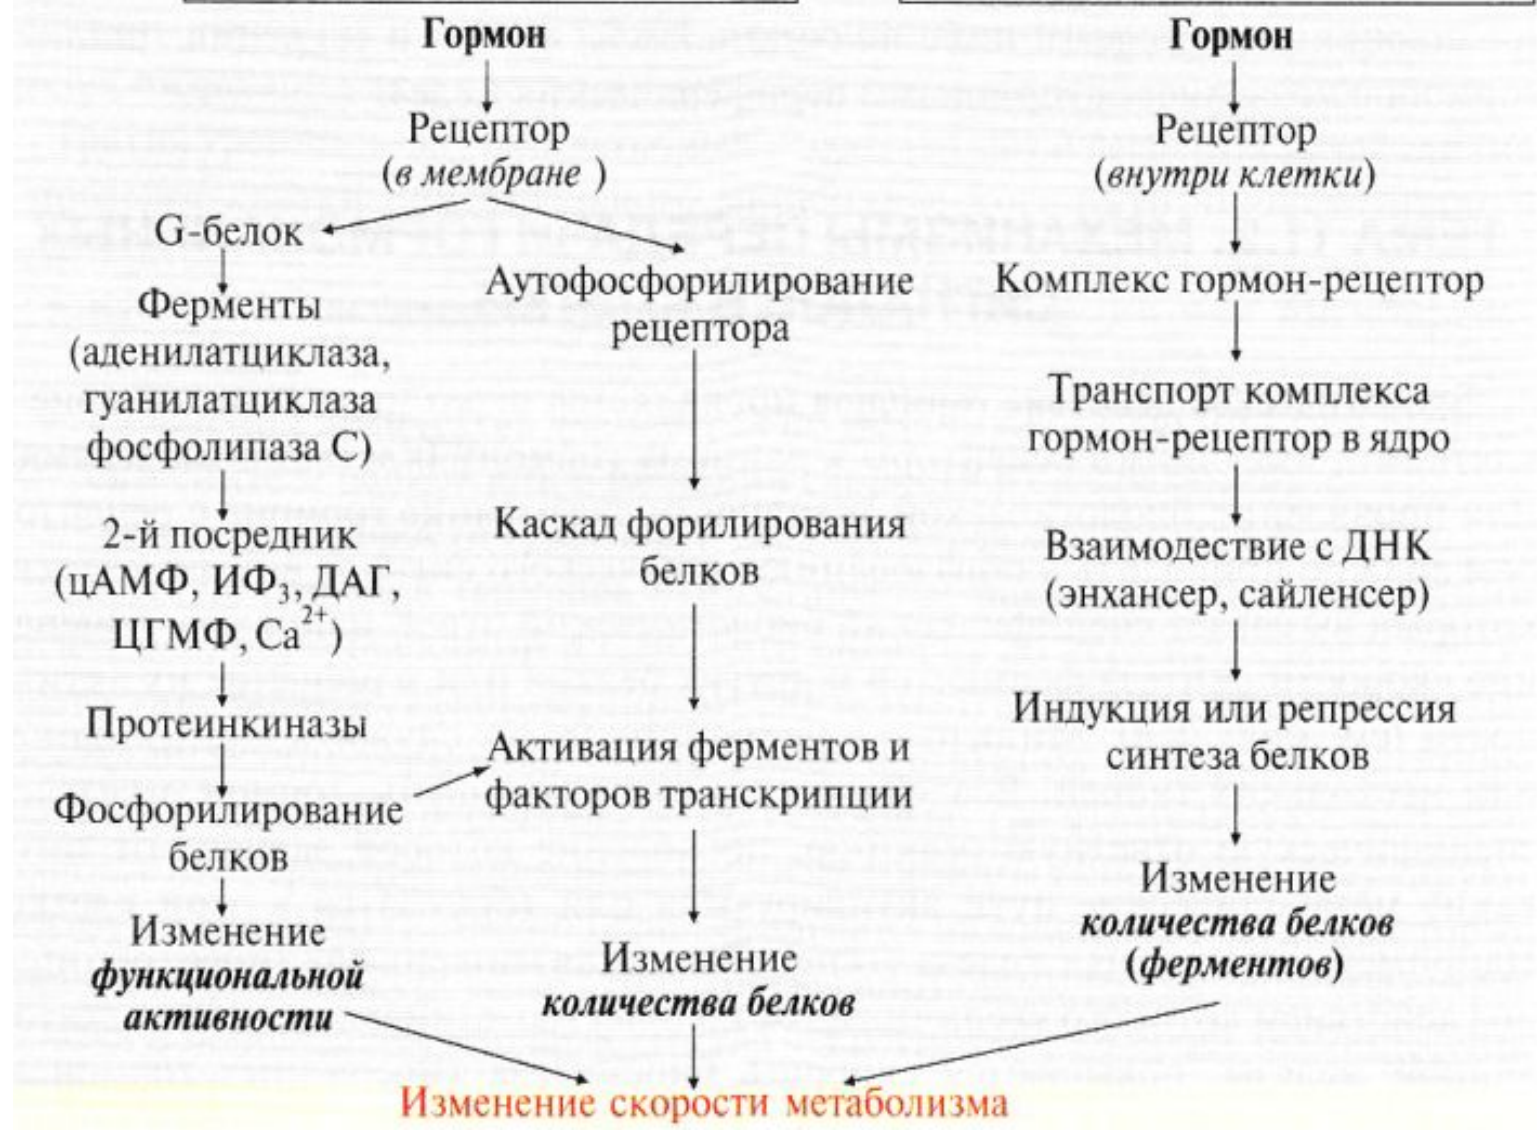 Гормон
Рецептор
(в мембране )
G-белок
Ферменты
(аденилатциклаза,
гуанилатциклаза
фосфолипаза С)
2-й посредник
(цАМФ, ИФ₃, ДАГ,
ЦГМФ, Ca²⁺)
Протеинкиназы
Фосфорилирование
белков
Изменение
функциональной
активности
Аутофосфорилирование
рецептора
Каскад форилирования
белков
Активация ферментов и
факторов транскрипции
Изменение
количества белков
Гормон
Рецептор
(внутри клетки)
Комплекс гормон-рецептор
Транспорт комплекса
гормон-рецептор в ядро
Взаимодествие с ДНК
(энхансер, сайленсер)
Индукция или репрессия
синтеза белков
Изменение
количества белков
(ферментов)
Изменение скорости метаболизма